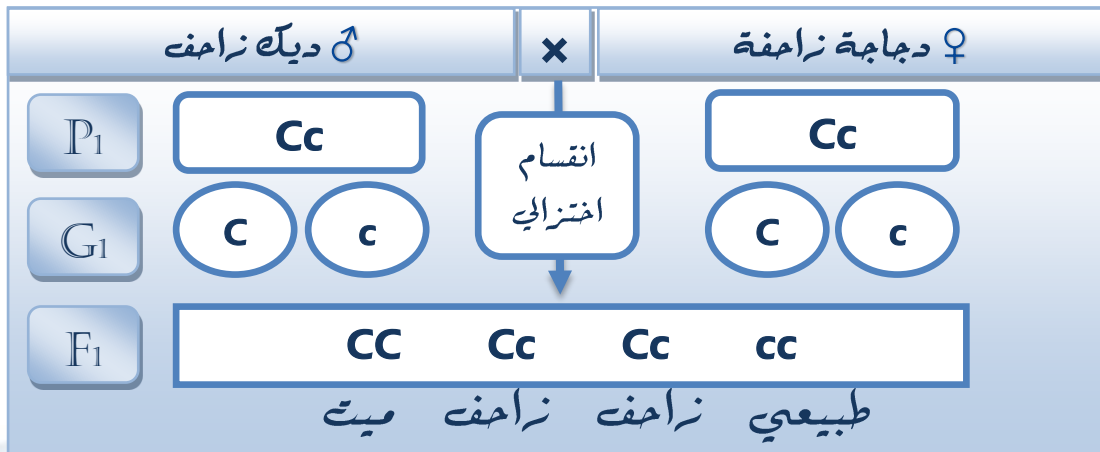 ♀ دجاجة زاحفة × ♂ ديك زاحف
P1 Cc Cc
انقسام
اختزالي
G1 C c C c
F1 CC Cc Cc cc
طبيعي زاحف زاحف ميت